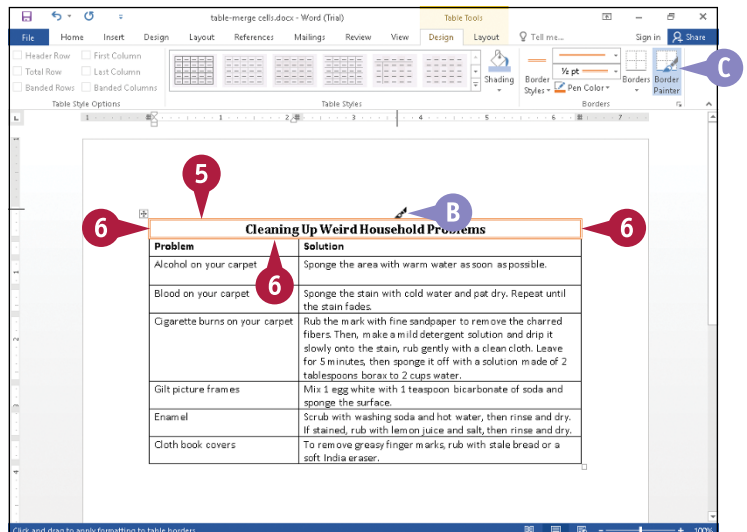 table-merge cells.docx - Word (Trial)
Table Tools
File Home Insert Design Layout References Mailings Review View Design Layout Tell me... Sign in Share
Header Row First Column
Total Row Last Column
Banded Rows Banded Columns
Table Style Options
Table Styles
Shading
Border Styles
½ pt
Pen Color
Borders
Border Painter
Borders
C
1 1 2 3 4 5 6 7
5
B
6
6
6
Cleaning Up Weird Household Problems
Problem Solution
Alcohol on your carpet Sponge the area with warm water as soon as possible.
Blood on your carpet Sponge the stain with cold water and pat dry. Repeat until
the stain fades.
Cigarette burns on your carpet Rub the mark with fine sandpaper to remove the charred
fibers. Then, make a mild detergent solution and drip it
slowly onto the stain, rub gently with a clean cloth. Leave
for 5 minutes, then sponge it off with a solution made of 2
tablespoons borax to 2 cups water.
Gilt picture frames Mix 1 egg white with 1 teaspoon bicarbonate of soda and
sponge the surface.
Enamel Scrub with washing soda and hot water, then rinse and dry.
If stained, rub with lemon juice and salt, then rinse and dry.
Cloth book covers To remove greasy finger marks, rub with stale bread or a
soft India eraser.
Click and drag to apply formatting to table borders 100%